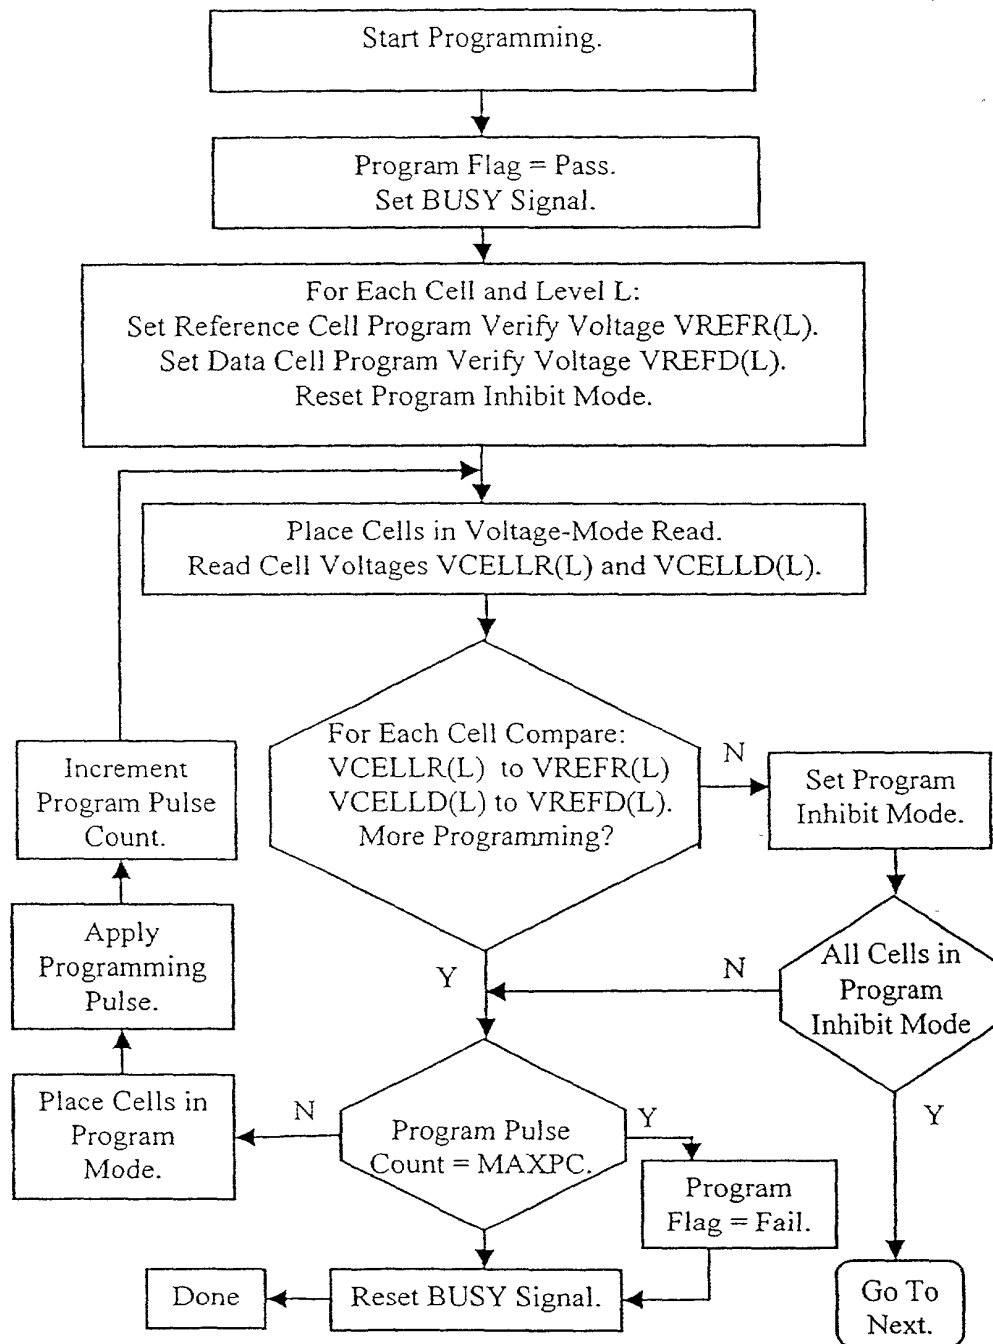 Start Programming.
Program Flag = Pass.
Set BUSY Signal.
For Each Cell and Level L:
Set Reference Cell Program Verify Voltage VREFR(L).
Set Data Cell Program Verify Voltage VREFD(L).
Reset Program Inhibit Mode.
Place Cells in Voltage-Mode Read.
Read Cell Voltages VCELLR(L) and VCELLD(L).
For Each Cell Compare:
VCELLR(L) to VREFR(L)
VCELLD(L) to VREFD(L).
More Programming?
N
Set Program
Inhibit Mode.
Y
All Cells in
Program
Inhibit Mode
N
Y
Program Pulse
Count = MAXPC.
N
Y
Place Cells in
Program
Mode.
Apply
Programming
Pulse.
Increment
Program Pulse
Count.
Program
Flag = Fail.
Reset BUSY Signal.
Done
Go To
Next.